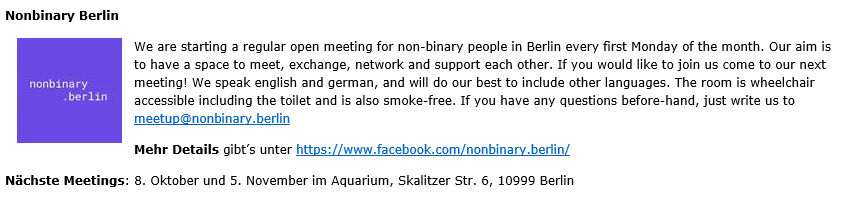 Nonbinary Berlin
nonbinary
.berlin
We are starting a regular open meeting for non-binary people in Berlin every first Monday of the month. Our aim is
to have a space to meet, exchange, network and support each other. If you would like to join us come to our next
meeting! We speak english and german, and will do our best to include other languages. The room is wheelchair
accessible including the toilet and is also smoke-free. If you have any questions before-hand, just write us to
meetup@nonbinary.berlin
Mehr Details gibt's unter https://www.facebook.com/nonbinary.berlin/
Nächste Meetings: 8. Oktober und 5. November im Aquarium, Skalitzer Str. 6, 10999 Berlin